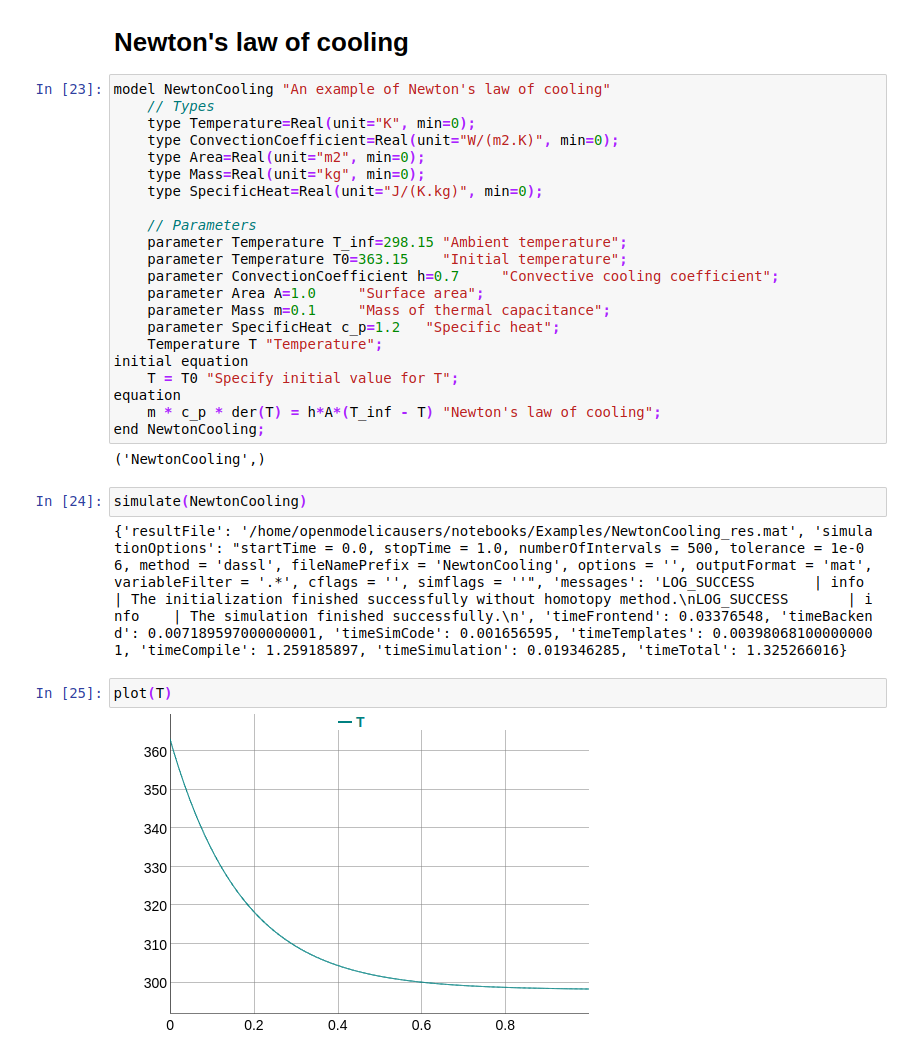 Newton's law of cooling
In [23]: model NewtonCooling "An example of Newton's law of cooling"
// Types
type Temperature=Real(unit="K", min=0);
type ConvectionCoefficient=Real(unit="W/(m2.K)", min=0);
type Area=Real(unit="m2", min=0);
type Mass=Real(unit="kg", min=0);
type SpecificHeat=Real(unit="J/(K.kg)", min=0);
// Parameters
parameter Temperature T_inf=298.15 "Ambient temperature";
parameter Temperature T0=363.15    "Initial temperature";
parameter ConvectionCoefficient h=0.7     "Convective cooling coefficient";
parameter Area A=1.0     "Surface area";
parameter Mass m=0.1     "Mass of thermal capacitance";
parameter SpecificHeat c_p=1.2   "Specific heat";
Temperature T "Temperature";
initial equation
T = T0 "Specify initial value for T";
equation
m * c_p * der(T) = h*A*(T_inf - T) "Newton's law of cooling";
end NewtonCooling;
('NewtonCooling',)
In [24]: simulate(NewtonCooling)
{'resultFile': '/home/openmodelicausers/notebooks/Examples/NewtonCooling_res.mat', 'simula
tionOptions': "startTime = 0.0, stopTime = 1.0, numberOfIntervals = 500, tolerance = 1e-0
6, method = 'dassl', fileNamePrefix = 'NewtonCooling', options = '', outputFormat = 'mat',
variableFilter = '.*', cflags = '', simflags = ''", 'messages': 'LOG_SUCCESS       | info
| The initialization finished successfully without homotopy method.\nLOG_SUCCESS       | i
nfo    | The simulation finished successfully.\n', 'timeFrontend': 0.03376548, 'timeBacken
d': 0.007189597000000001, 'timeSimCode': 0.001656595, 'timeTemplates': 0.00398068100000000
1, 'timeCompile': 1.259185897, 'timeSimulation': 0.019346285, 'timeTotal': 1.325266016}
In [25]: plot(T)
T
360
350
340
330
320
310
300
0 0.2 0.4 0.6 0.8